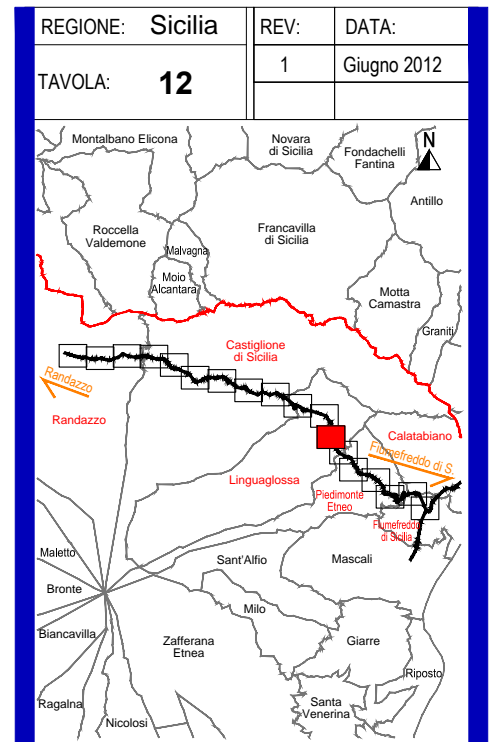 REGIONE: Sicilia
REV: DATA:
TAVOLA: 12
1 Giugno 2012
Montalbano Elicona
Novara
di Sicilia
Fondachelli
Fantina
N
Antillo
Roccella
Valdemone
Malvagna
Francavilla
di Sicilia
Moio
Alcantara
Motta
Camastra
Graniti
Castiglione
di Sicilia
Randazzo
Randazzo
Calatabiano
Fiumefreddo di S.
Linguaglossa
Piedimonte
Etneo
Fiumefreddo
di Sicilia
Maletto
Sant'Alfio
Mascali
Bronte
Milo
Biancavilla
Zafferana
Etnea
Giarre
Riposto
Ragalna
Nicolosi
Santa
Venerina